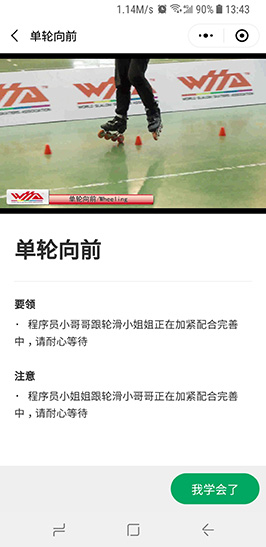 1.14M/s 90% 13:43
单轮向前
WSSA
WSSA
WORLD SLALOM SKATERS ASSOCIATION
WSSA
单轮向前/Wheeling
单轮向前
要领
· 程序员小哥哥跟轮滑小姐姐正在加紧配合完善
中，请耐心等待
注意
· 程序员小姐姐跟轮滑小哥哥正在加紧配合完善
中，请耐心等待
我学会了